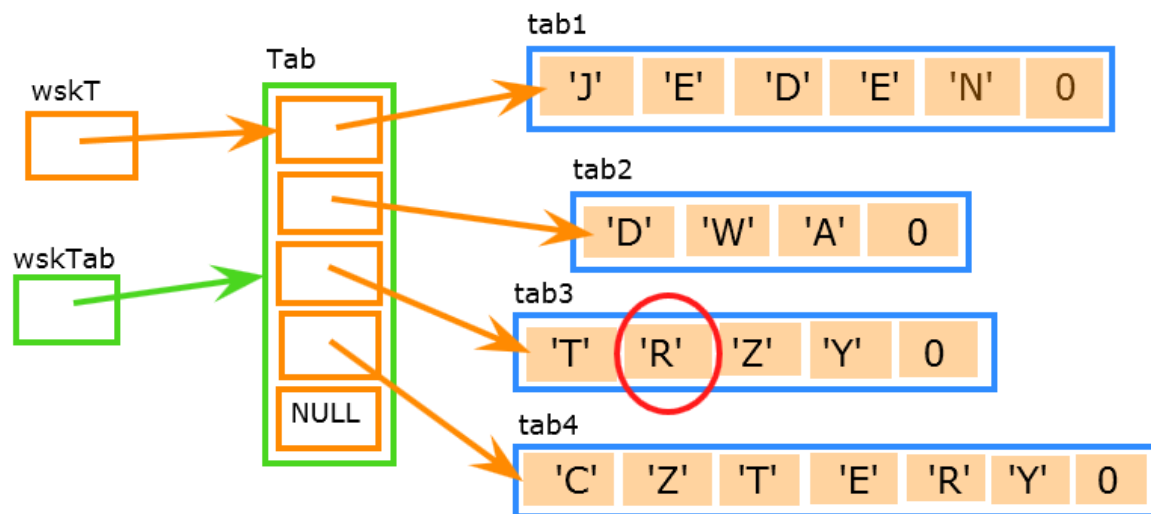 tab1
Tab
'J' 'E' 'D' 'E' 'N' 0
wskT
tab2
'D' 'W' 'A' 0
wskTab
tab3
'T' 'R' 'Z' 'Y' 0
NULL
tab4
'C' 'Z' 'T' 'E' 'R' 'Y' 0